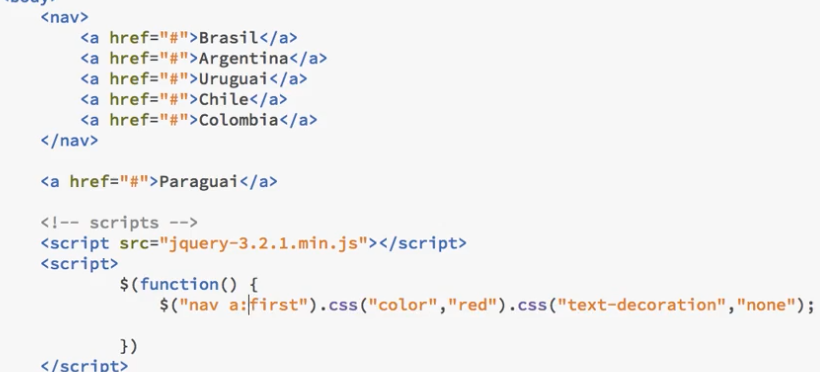 <body>
<nav>
<a href="#">Brasil</a>
<a href="#">Argentina</a>
<a href="#">Uruguai</a>
<a href="#">Chile</a>
<a href="#">Colombia</a>
</nav>
<a href="#">Paraguai</a>
<!-- scripts -->
<script src="jquery-3.2.1.min.js"></script>
<script>
$(function() {
$("nav a:first").css("color","red").css("text-decoration","none");
})
</script>